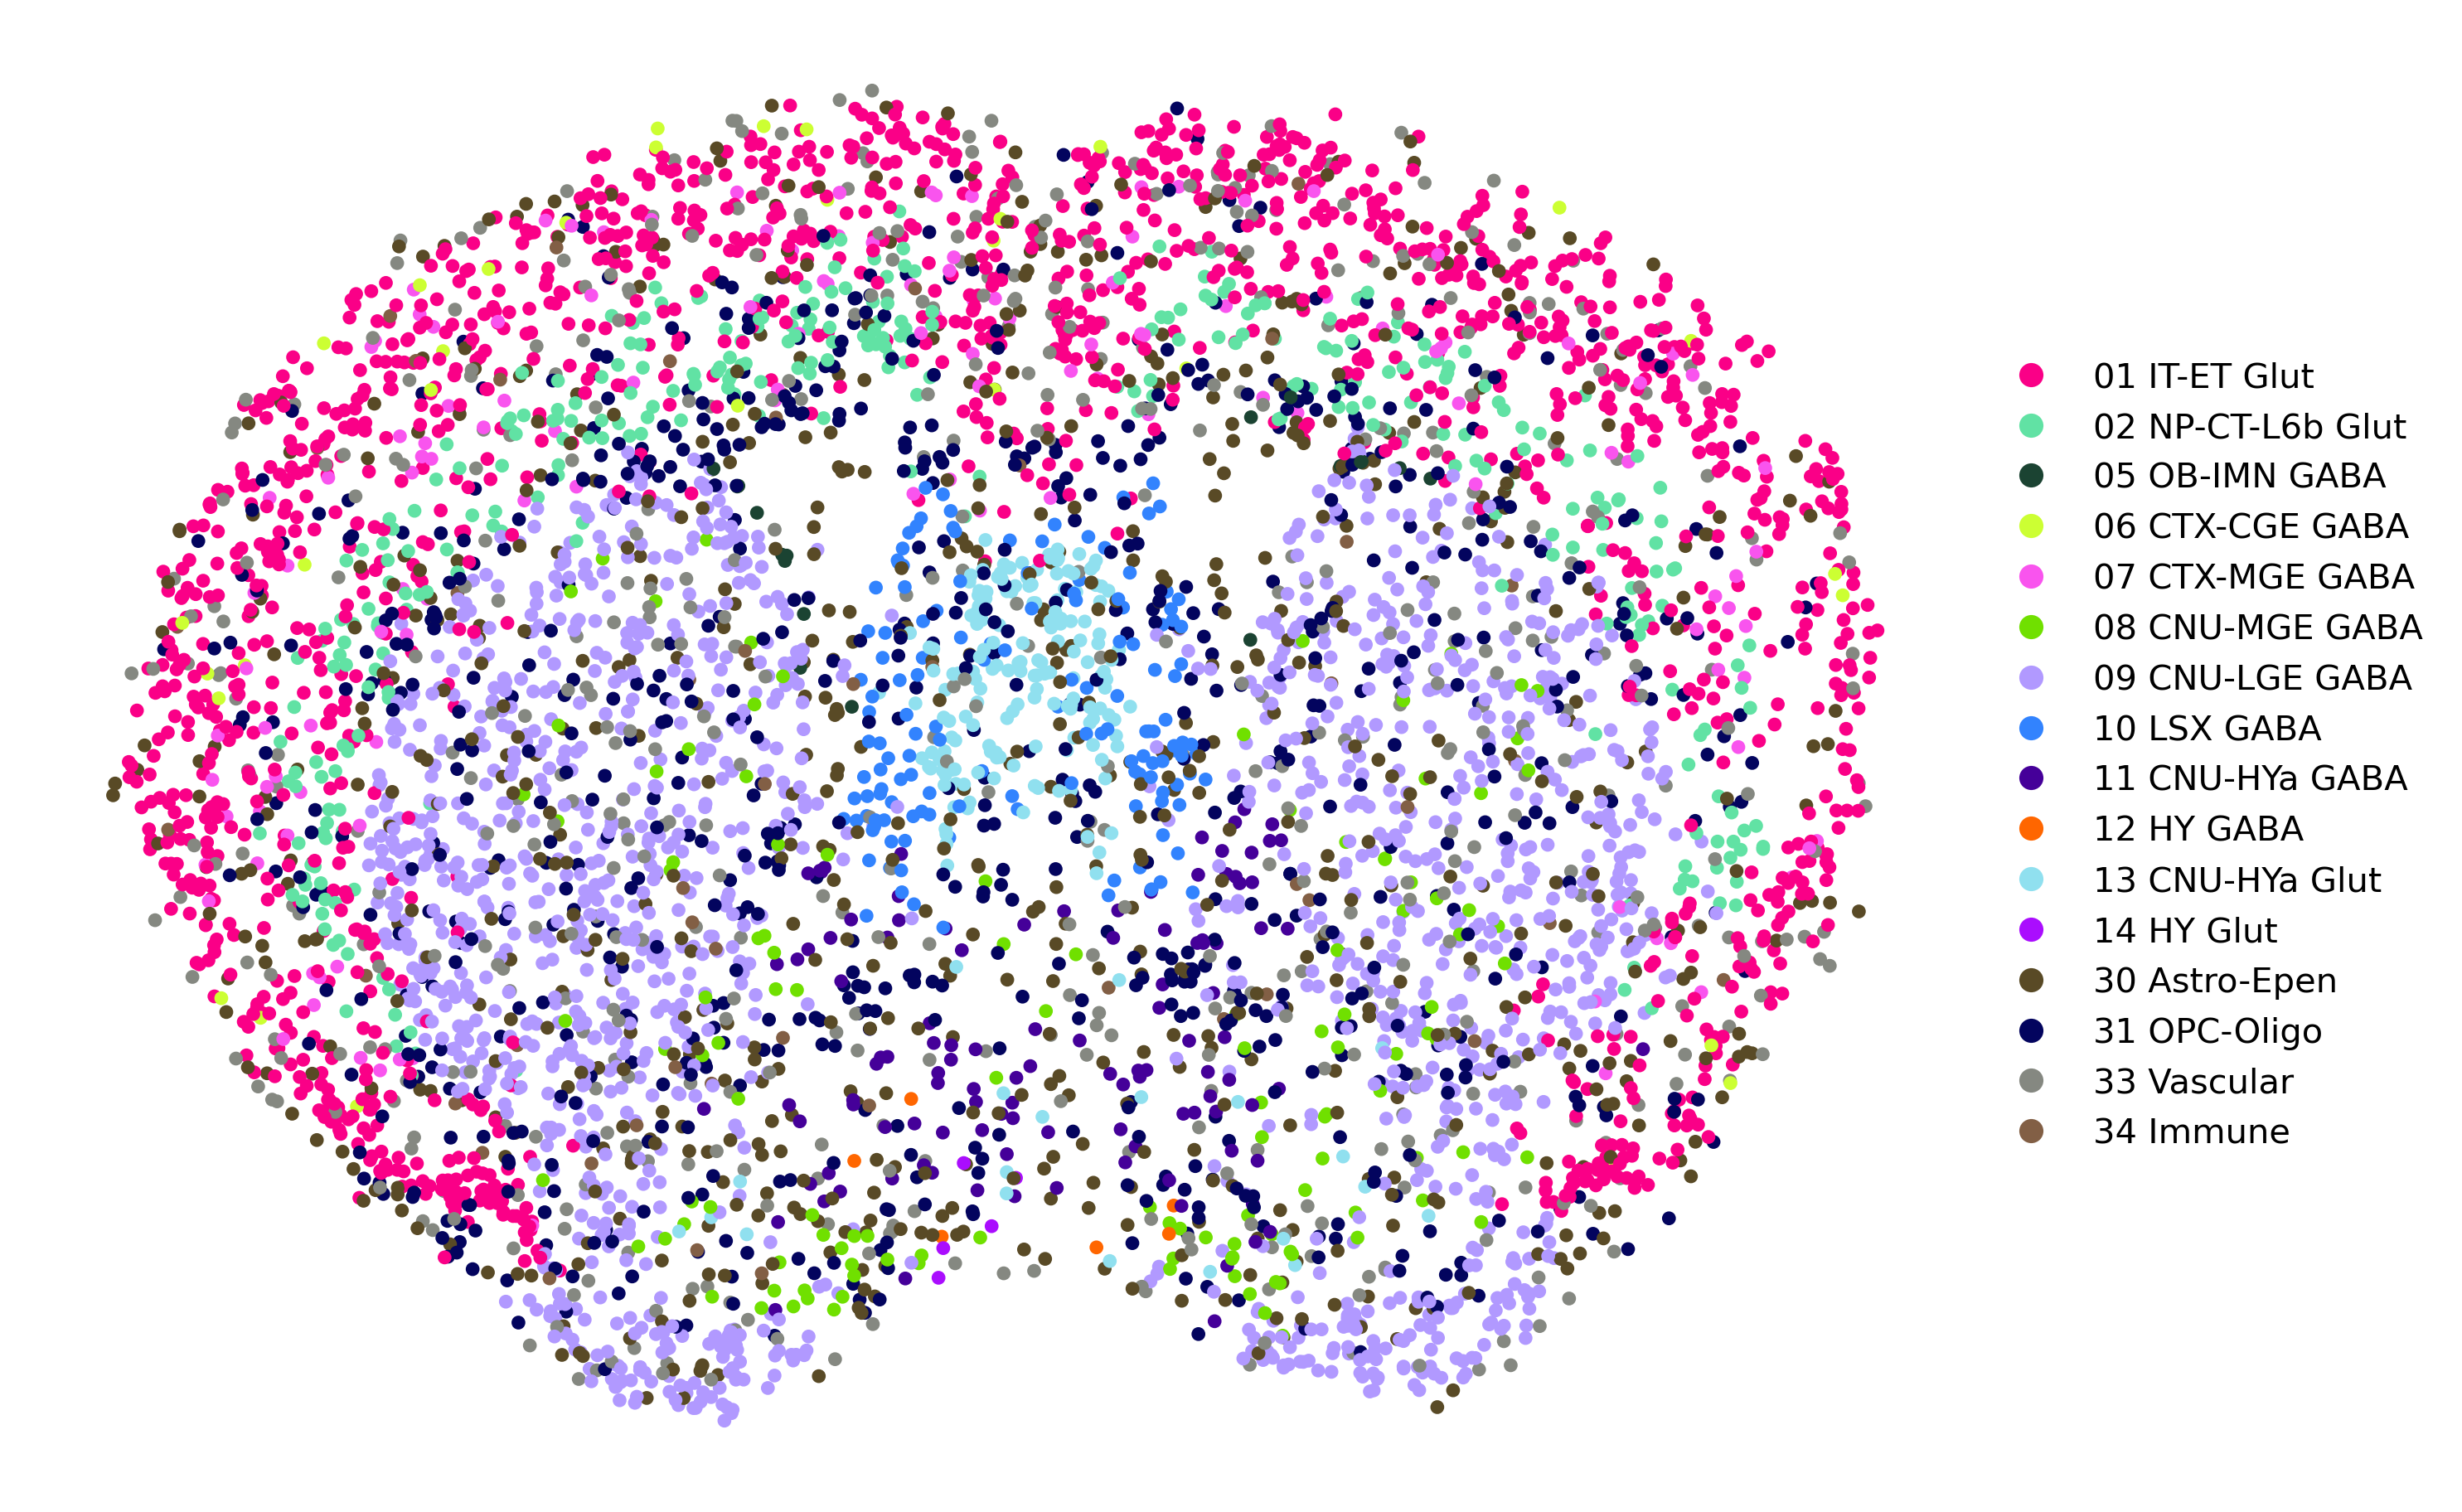 01 IT-ET Glut
02 NP-CT-L6b Glut
05 OB-IMN GABA
06 CTX-CGE GABA
07 CTX-MGE GABA
08 CNU-MGE GABA
09 CNU-LGE GABA
10 LSX GABA
11 CNU-HYa GABA
12 HY GABA
13 CNU-HYa Glut
14 HY Glut
30 Astro-Epen
31 OPC-Oligo
33 Vascular
34 Immune